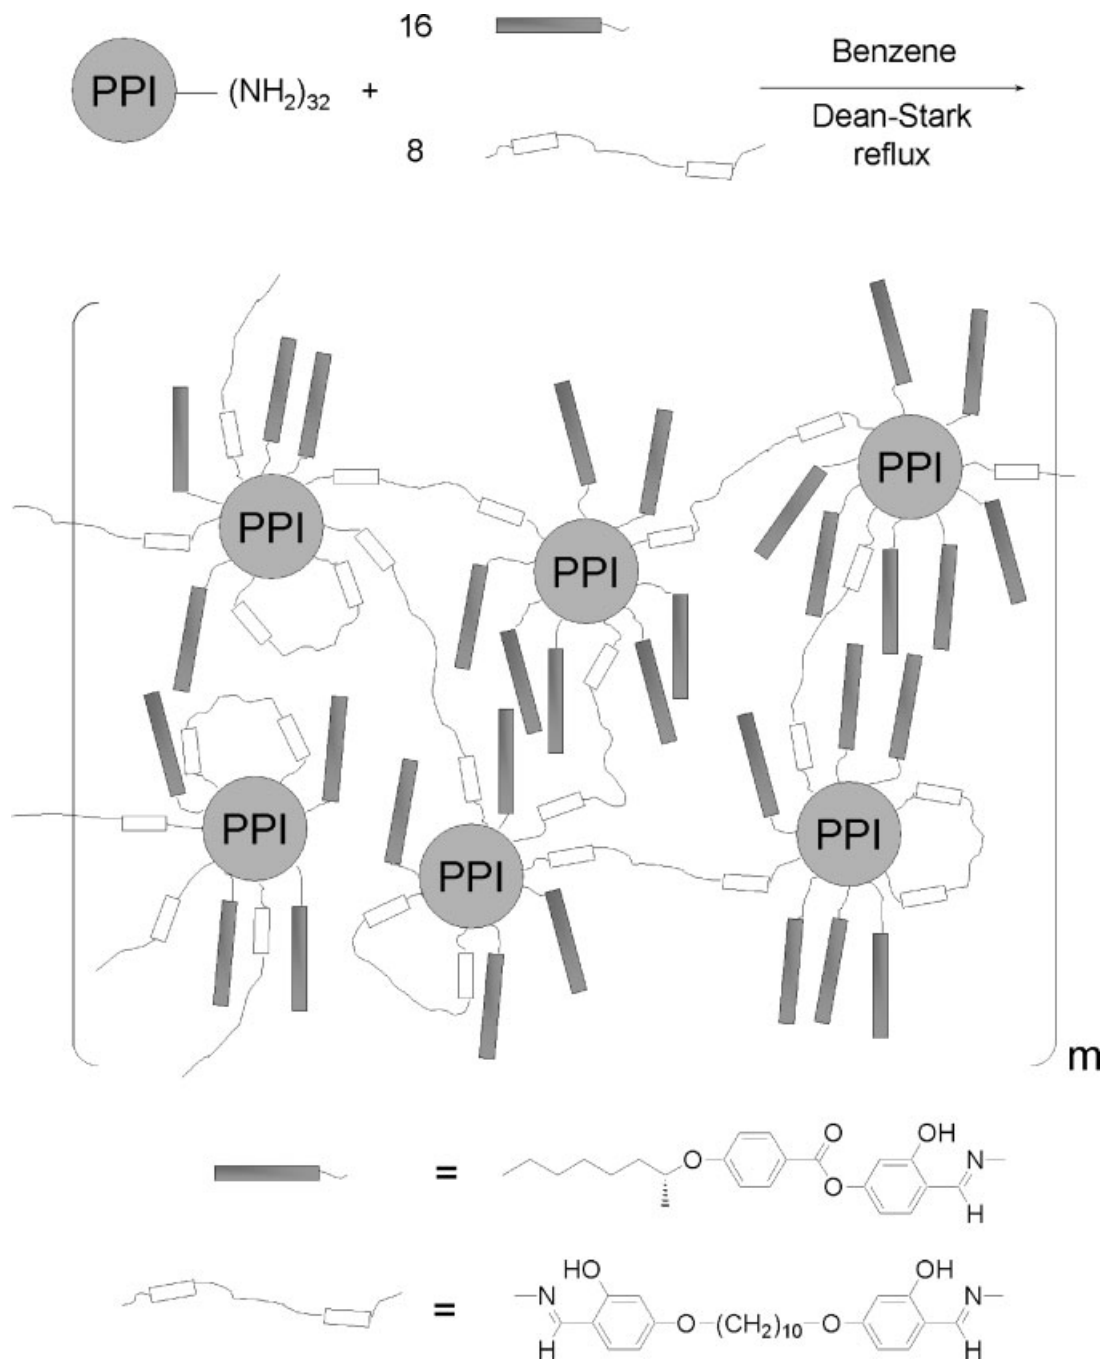 16
PPI (NH₂)₃₂ +
8
Benzene
Dean-Stark
reflux
PPI
PPI
PPI
PPI
PPI
PPI
m
=
O
OH
O
N
O
H
=
HO
OH
N
N
O (CH₂)₁₀ O
H
H